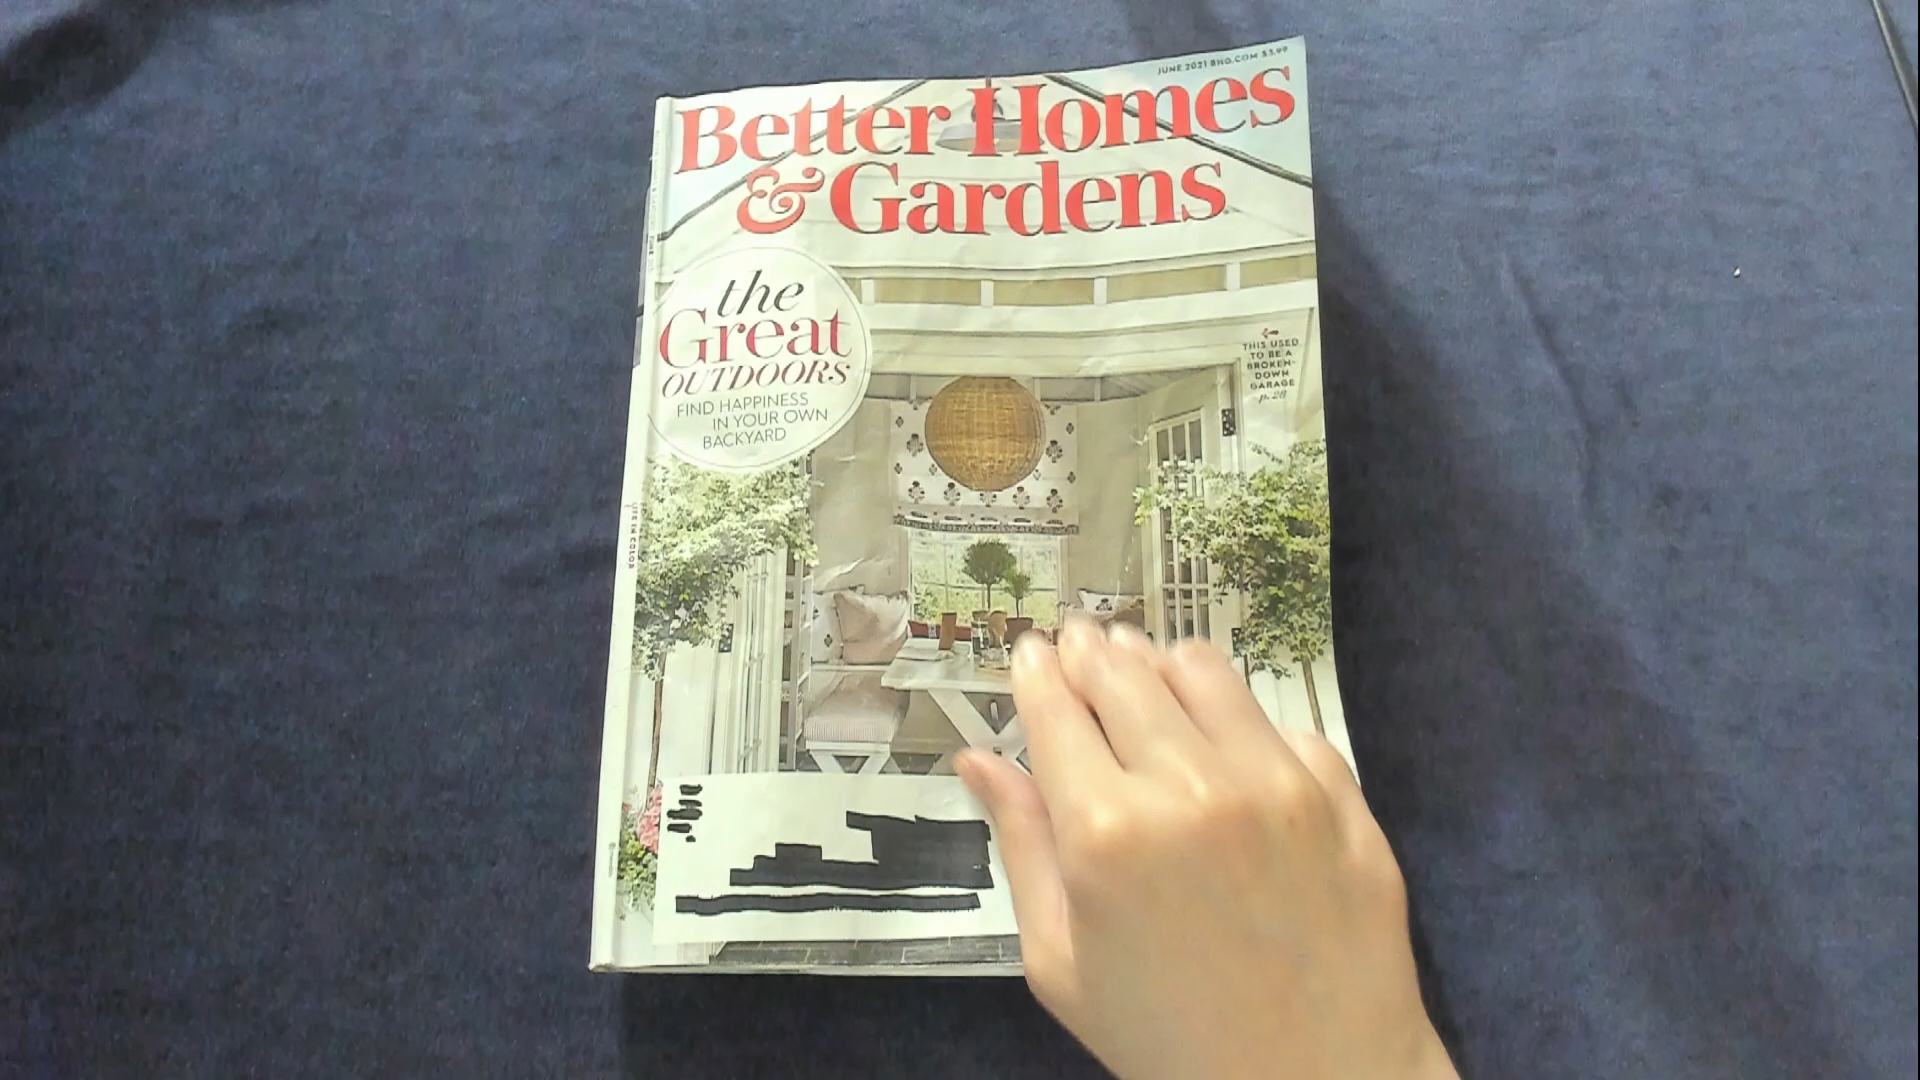 JUNE 2021 BHG.COM $3.99
Better Homes
& Gardens
the
Great
OUTDOORS
FIND HAPPINESS
IN YOUR OWN
BACKYARD
THIS USED
TO BE A
BROKEN-
DOWN
GARAGE
p. 28
LIFE IN COLOR